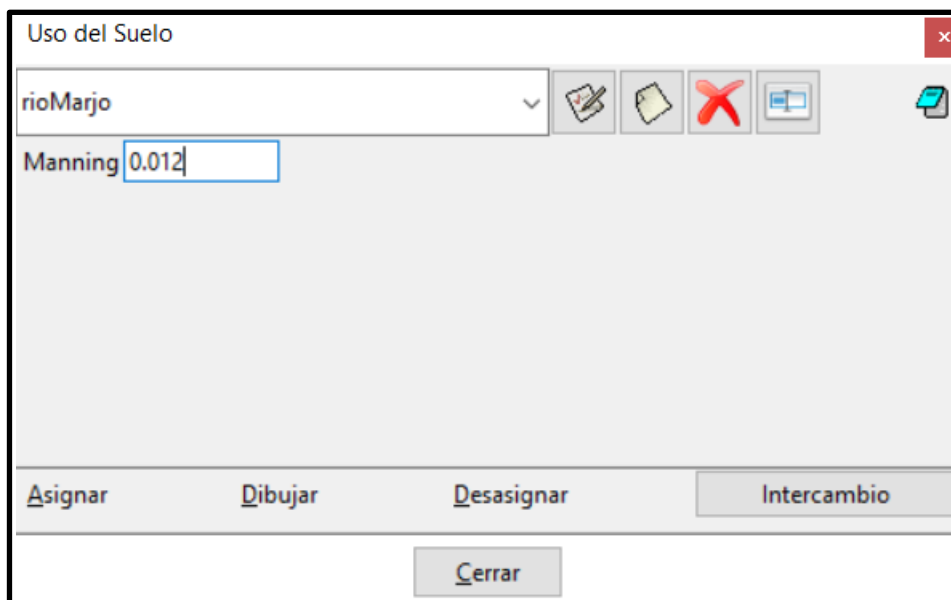 Uso del Suelo
rioMarjo
Manning 0.012
Asignar Dibujar Desasignar Intercambio
Cerrar